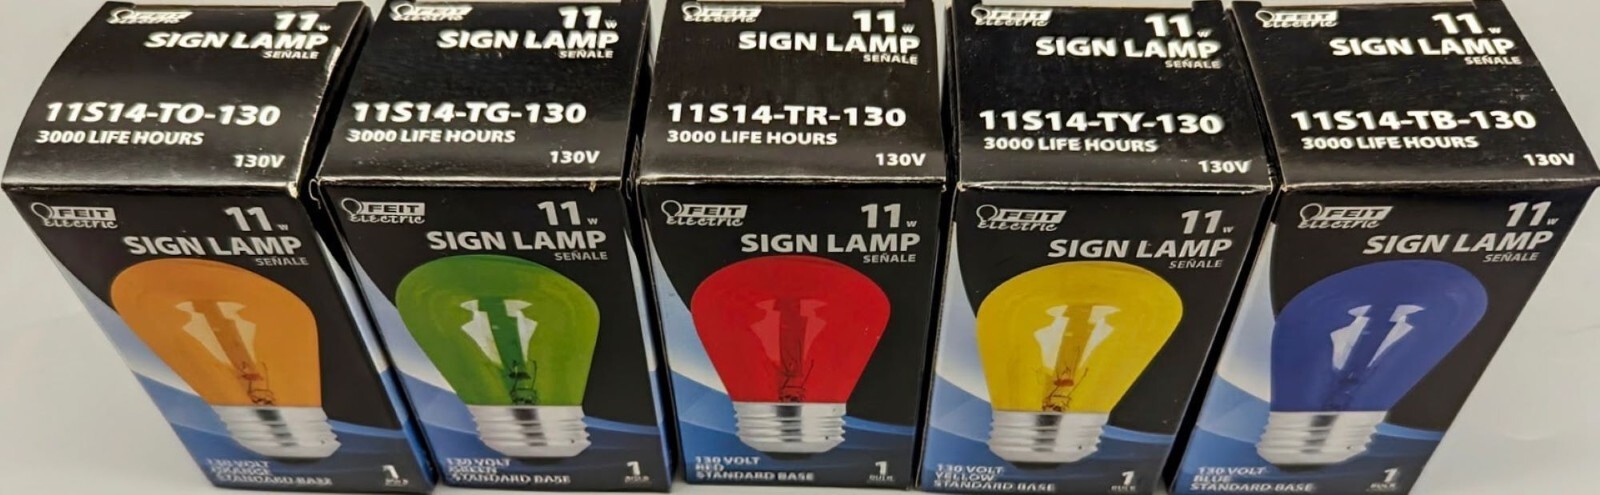 FEIT
Electric
11w
SIGN LAMP
SEÑALE
11S14-TO-130
3000 LIFE HOURS
130V
FEIT
Electric
11w
SIGN LAMP
SEÑALE
130 VOLT
ORANGE
STANDARD BASE
1
BULB
FEIT
Electric
11w
SIGN LAMP
SEÑALE
11S14-TG-130
3000 LIFE HOURS
130V
FEIT
Electric
11w
SIGN LAMP
SEÑALE
130 VOLT
GREEN
STANDARD BASE
1
BULB
FEIT
Electric
11w
SIGN LAMP
SEÑALE
11S14-TR-130
3000 LIFE HOURS
130V
FEIT
Electric
11w
SIGN LAMP
SEÑALE
130 VOLT
RED
STANDARD BASE
1
BULB
FEIT
Electric
11w
SIGN LAMP
SEÑALE
11S14-TY-130
3000 LIFE HOURS
130V
FEIT
Electric
11w
SIGN LAMP
SEÑALE
130 VOLT
YELLOW
STANDARD BASE
1
BULB
FEIT
Electric
11w
SIGN LAMP
SEÑALE
11S14-TB-130
3000 LIFE HOURS
130V
FEIT
Electric
11w
SIGN LAMP
SEÑALE
130 VOLT
BLUE
STANDARD BASE
1
BULB